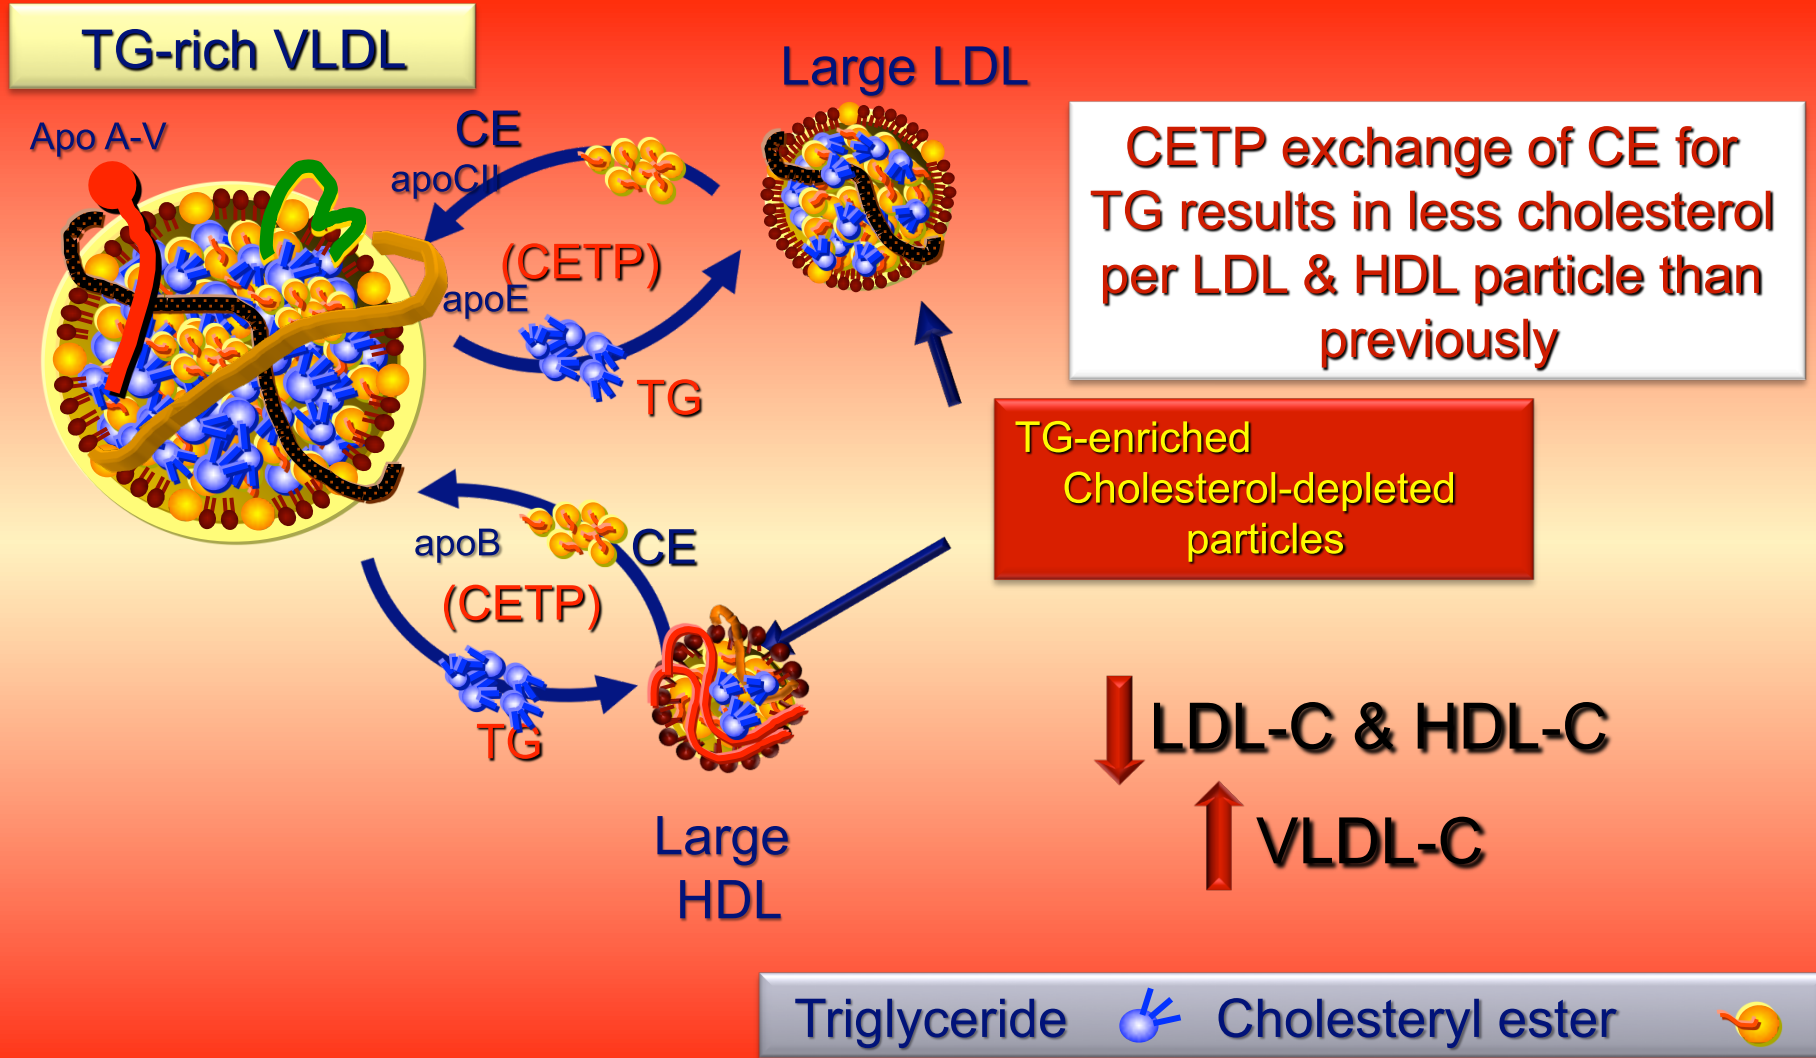 TG-rich VLDL
Large LDL
Apo A-V
CE
apoCII
(CETP)
apoE
TG
CETP exchange of CE for
TG results in less cholesterol
per LDL & HDL particle than
previously
TG-enriched
Cholesterol-depleted
particles
apoB
CE
(CETP)
TG
Large
HDL
LDL-C & HDL-C
VLDL-C
Triglyceride
Cholesteryl ester